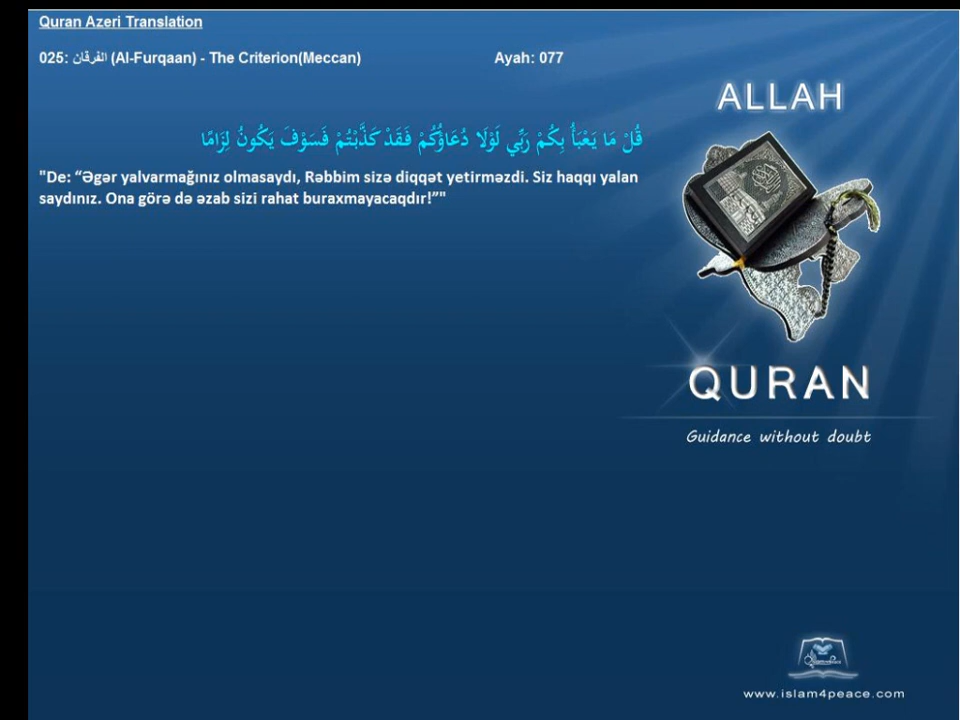 Quran Azeri Translation
025: الفرقان (Al-Furqaan) - The Criterion(Meccan) Ayah: 077
قُلْ مَا يَعْبَأُ بِكُمْ رَبِّي لَوْلَا دُعَاؤُكُمْ فَقَدْ كَذَّبْتُمْ فَسَوْفَ يَكُونُ لِزَامًا
"De: “Əgər yalvarmağınız olmasaydı, Rəbbim sizə diqqət yetirməzdi. Siz haqqı yalan
saydınız. Ona görə də əzab sizi rahat buraxmayacaqdır!”"
ALLAH
QURAN
Guidance without doubt
www.islam4peace.com